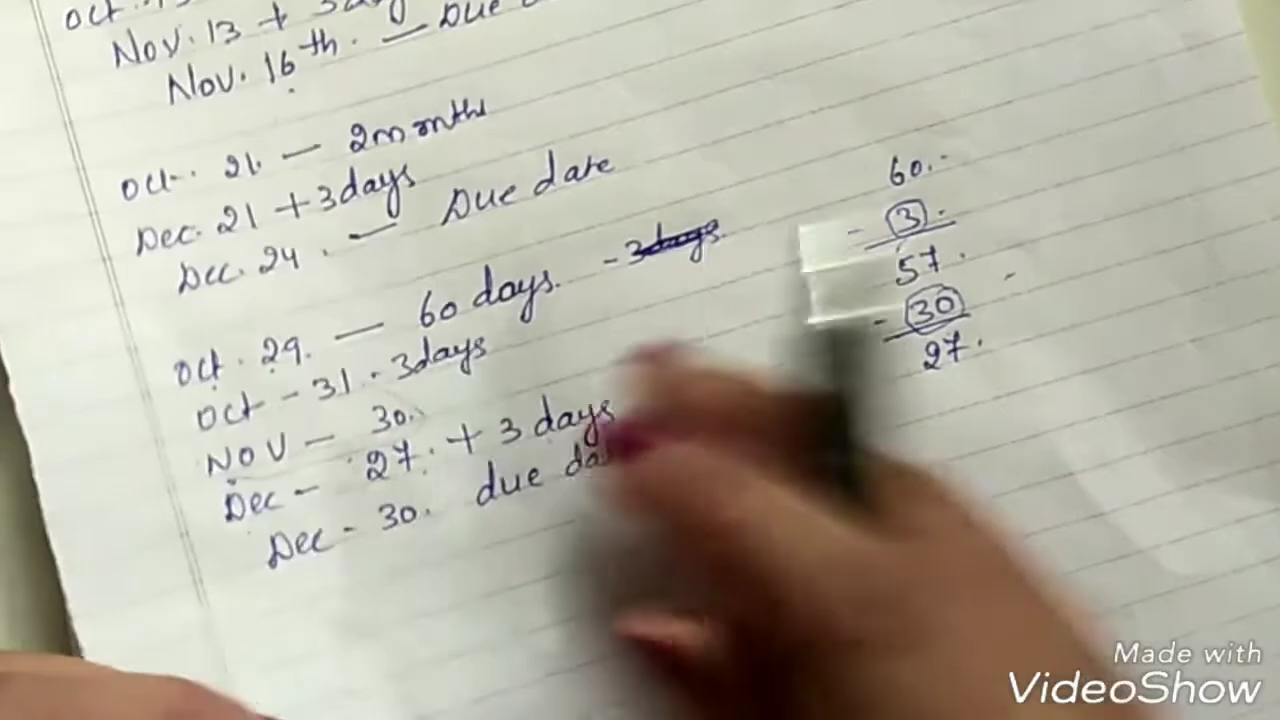 Oct.
Nov. 13 + 3
Nov. 16th. — Due
Oct. 21. — 2months
Dec. 21 + 3days
Dec. 24. — Due date
Oct. 29. — 60 days. - 3days
Oct - 31 - 3days
NOV - 30.
Dec - 27. + 3 days
Dec - 30. due
60.-
- 3.
57.
- 30
27.
Made with
VideoShow